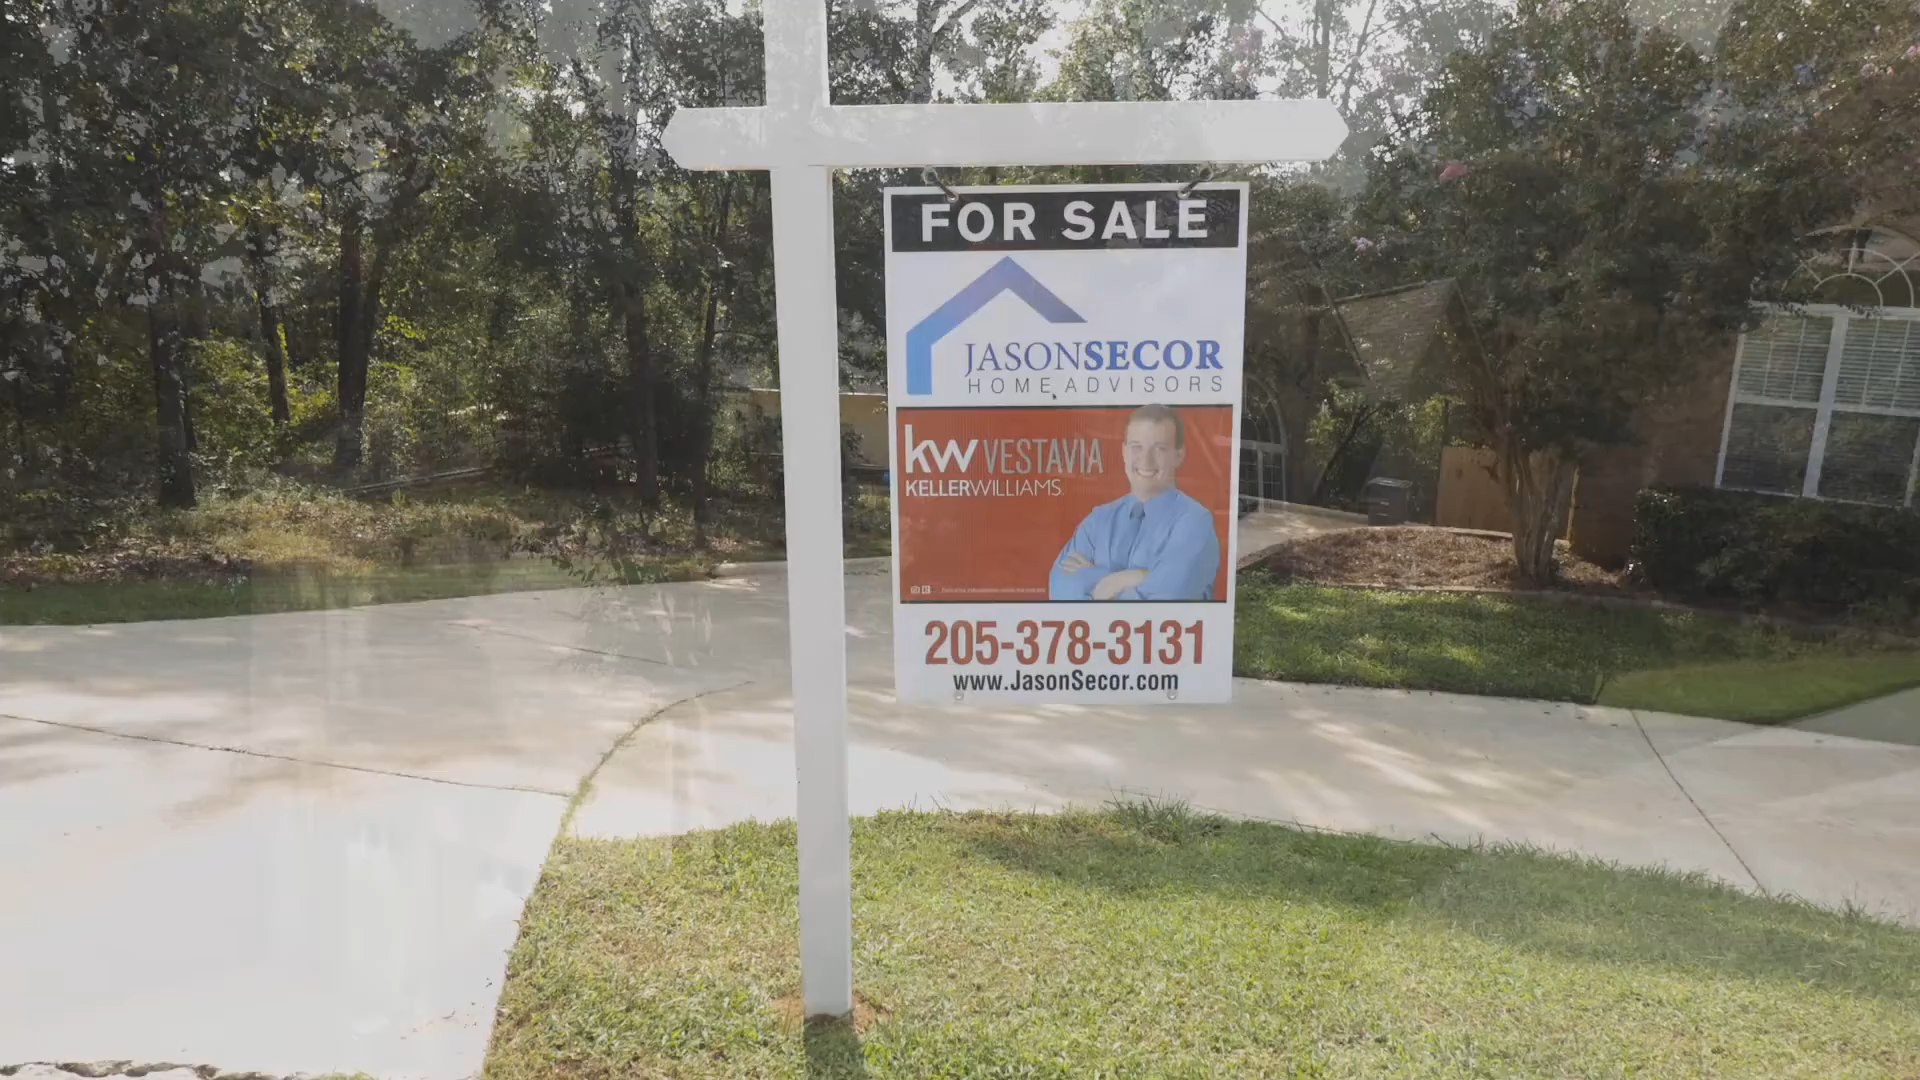 FOR SALE
JASONSECOR
HOME ADVISORS
kw VESTAVIA
KELLERWILLIAMS.
205-378-3131
www.JasonSecor.com